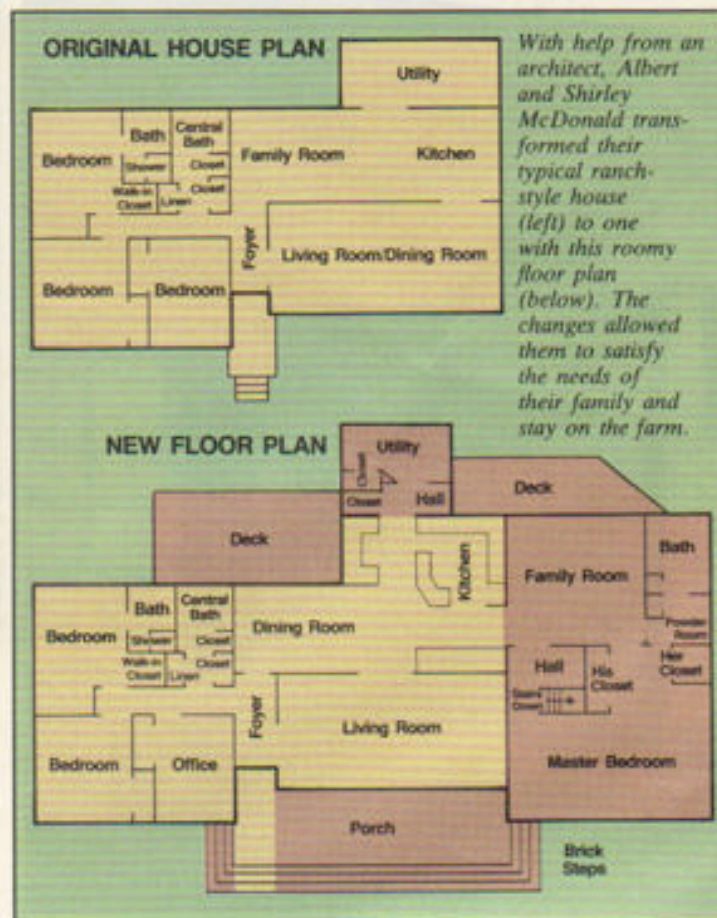 ORIGINAL HOUSE PLAN
Utility
Bedroom
Bath
Central
Bath
Shower
Closet
Walk-in
Closet
Linen
Closet
Family Room
Kitchen
Foyer
Living Room/Dining Room
Bedroom
Bedroom
With help from an
architect, Albert
and Shirley
McDonald trans-
formed their
typical ranch-
style house
(left) to one
with this roomy
floor plan
(below). The
changes allowed
them to satisfy
the needs of
their family and
stay on the farm.
NEW FLOOR PLAN
Utility
Closet
Closet
Hall
Deck
Deck
Bedroom
Bath
Central
Bath
Shower
Closet
Walk-in
Closet
Linen
Closet
Dining Room
Kitchen
Family Room
Bath
Powder
Room
Her
Closet
Hall
His
Closet
Stairs
Down
Foyer
Living Room
Bedroom
Office
Master Bedroom
Porch
Brick
Steps